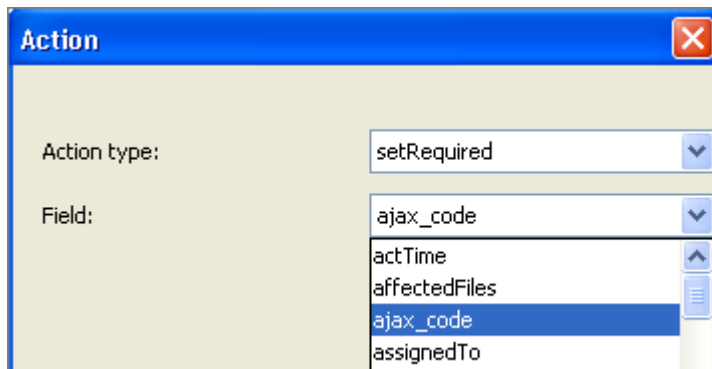 Action
Action type:
setRequired
Field:
ajax_code
actTime
affectedFiles
ajax_code
assignedTo